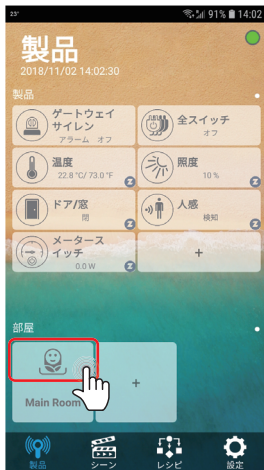 23°
91% 14:02
製品
2018/11/02 14:02:30
製品
ゲートウェイ
サイレン
アラーム オフ
全スイッチ
オフ
温度
22.8 °C/ 73.0 °F
照度
10 %
ドア/窓
閉
人感
検知
メータース
イッチ
0.0 W
+
部屋
Main Room
+
製品
シーン
レシピ
設定